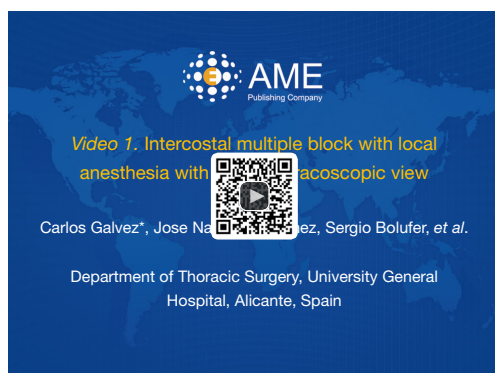 E AME
Publishing Company
Video 1. Intercostal multiple block with local
anesthesia with racoscopic view
Carlos Galvez*, Jose Na ez, Sergio Bolufer, et al.
Department of Thoracic Surgery, University General
Hospital, Alicante, Spain